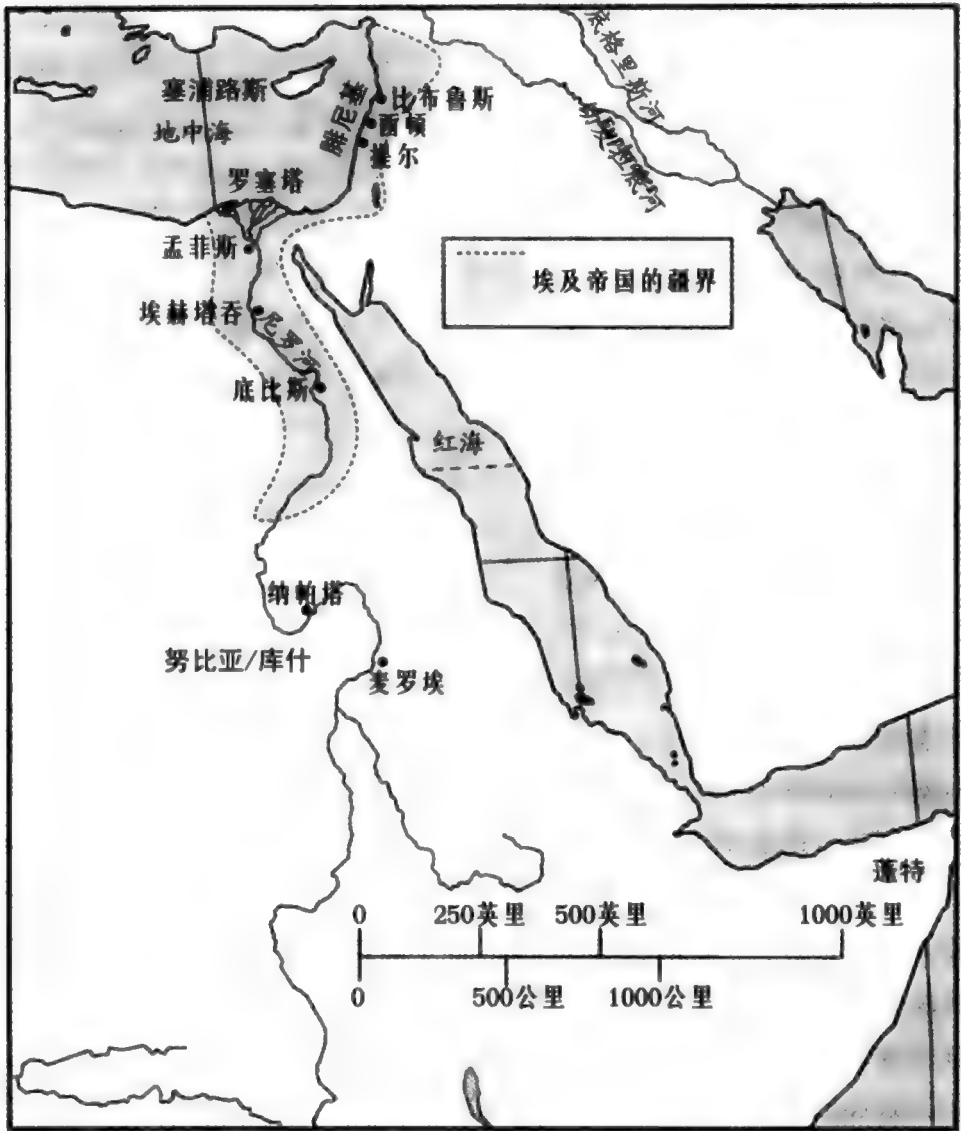 底格里斯河
塞浦路斯
比布鲁斯
腓尼基
西顿
地中海
推尔
幼发拉底河
罗塞塔
孟菲斯
埃及帝国的疆界
埃赫塔吞
尼罗河
底比斯
红海
纳帕塔
努比亚/库什
麦罗埃
蓬特
0 250英里 500英里 1000英里
0 500公里 1000公里